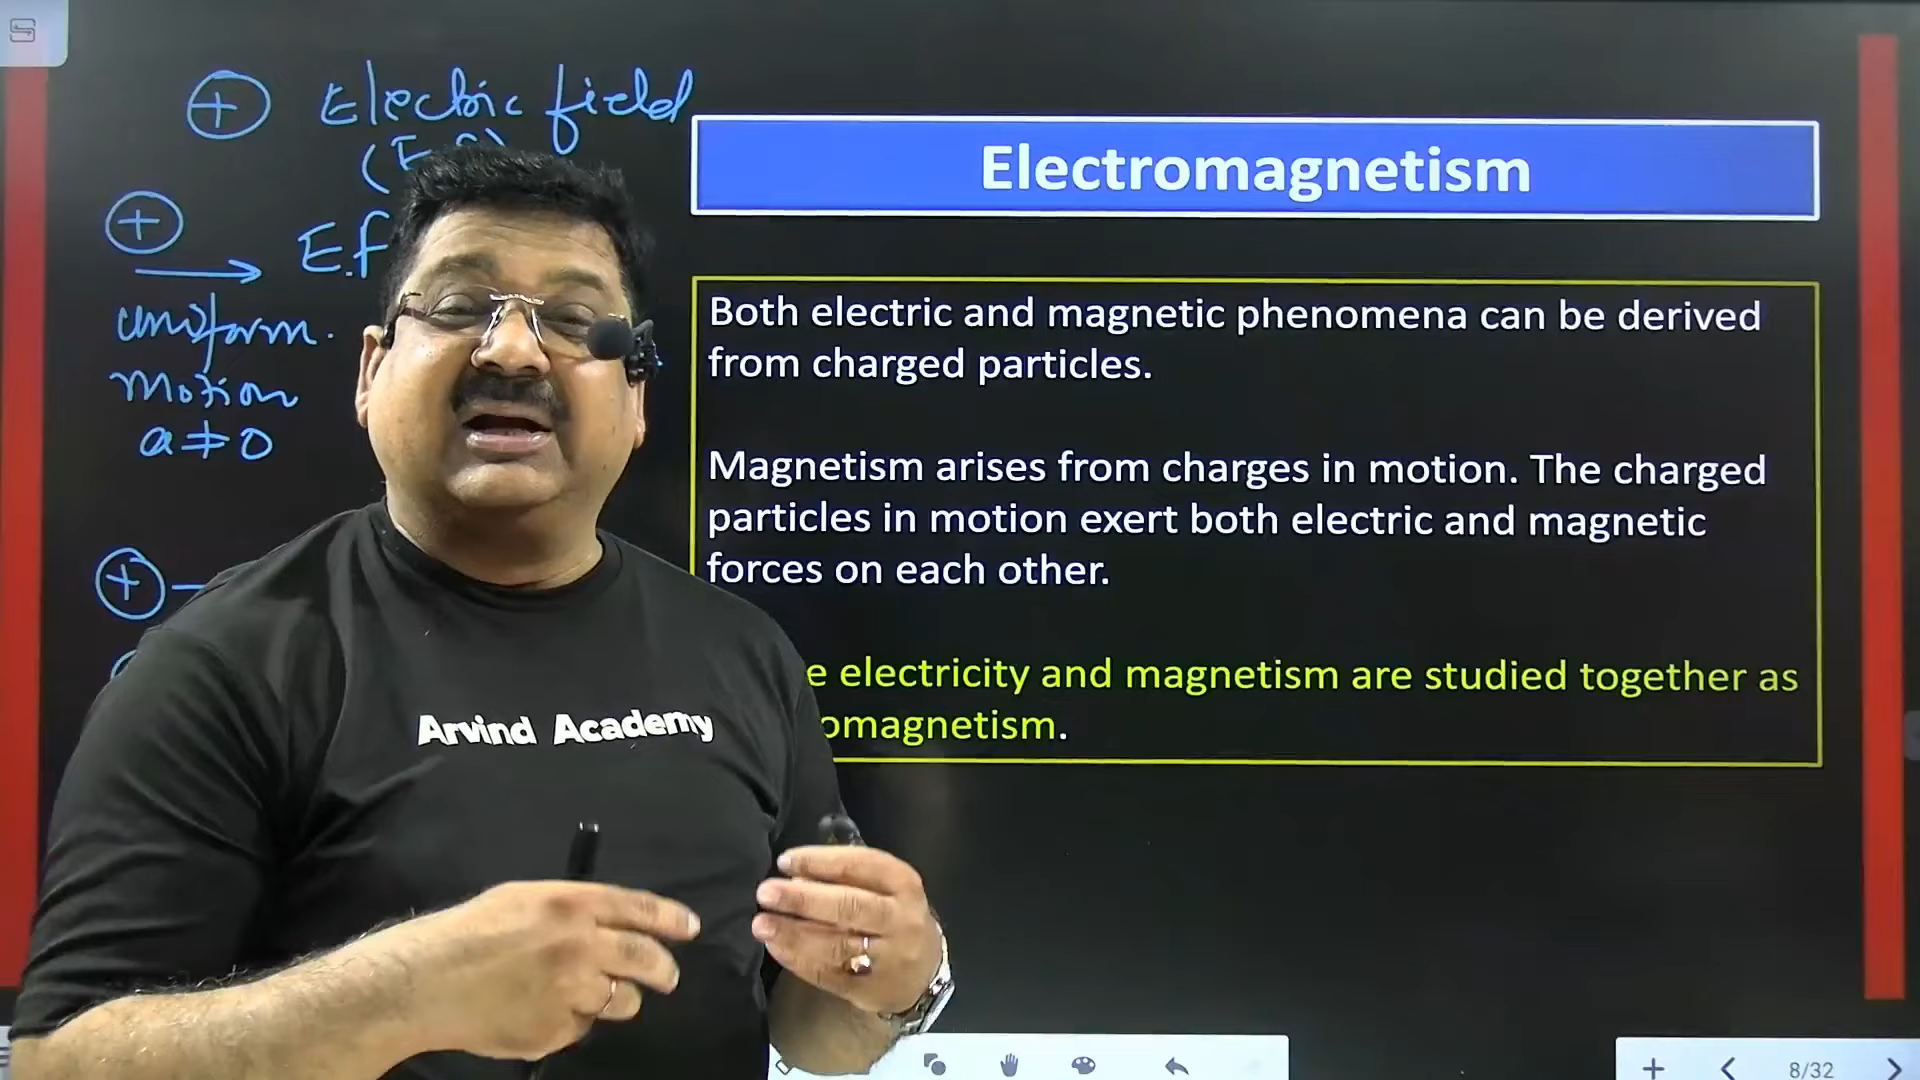 Electric field
E.f
uniform.
motion
a≠0
Electromagnetism
Both electric and magnetic phenomena can be derived
from charged particles.
Magnetism arises from charges in motion. The charged
particles in motion exert both electric and magnetic
forces on each other.
electricity and magnetism are studied together as
omagnetism.
Arvind Academy
8/32